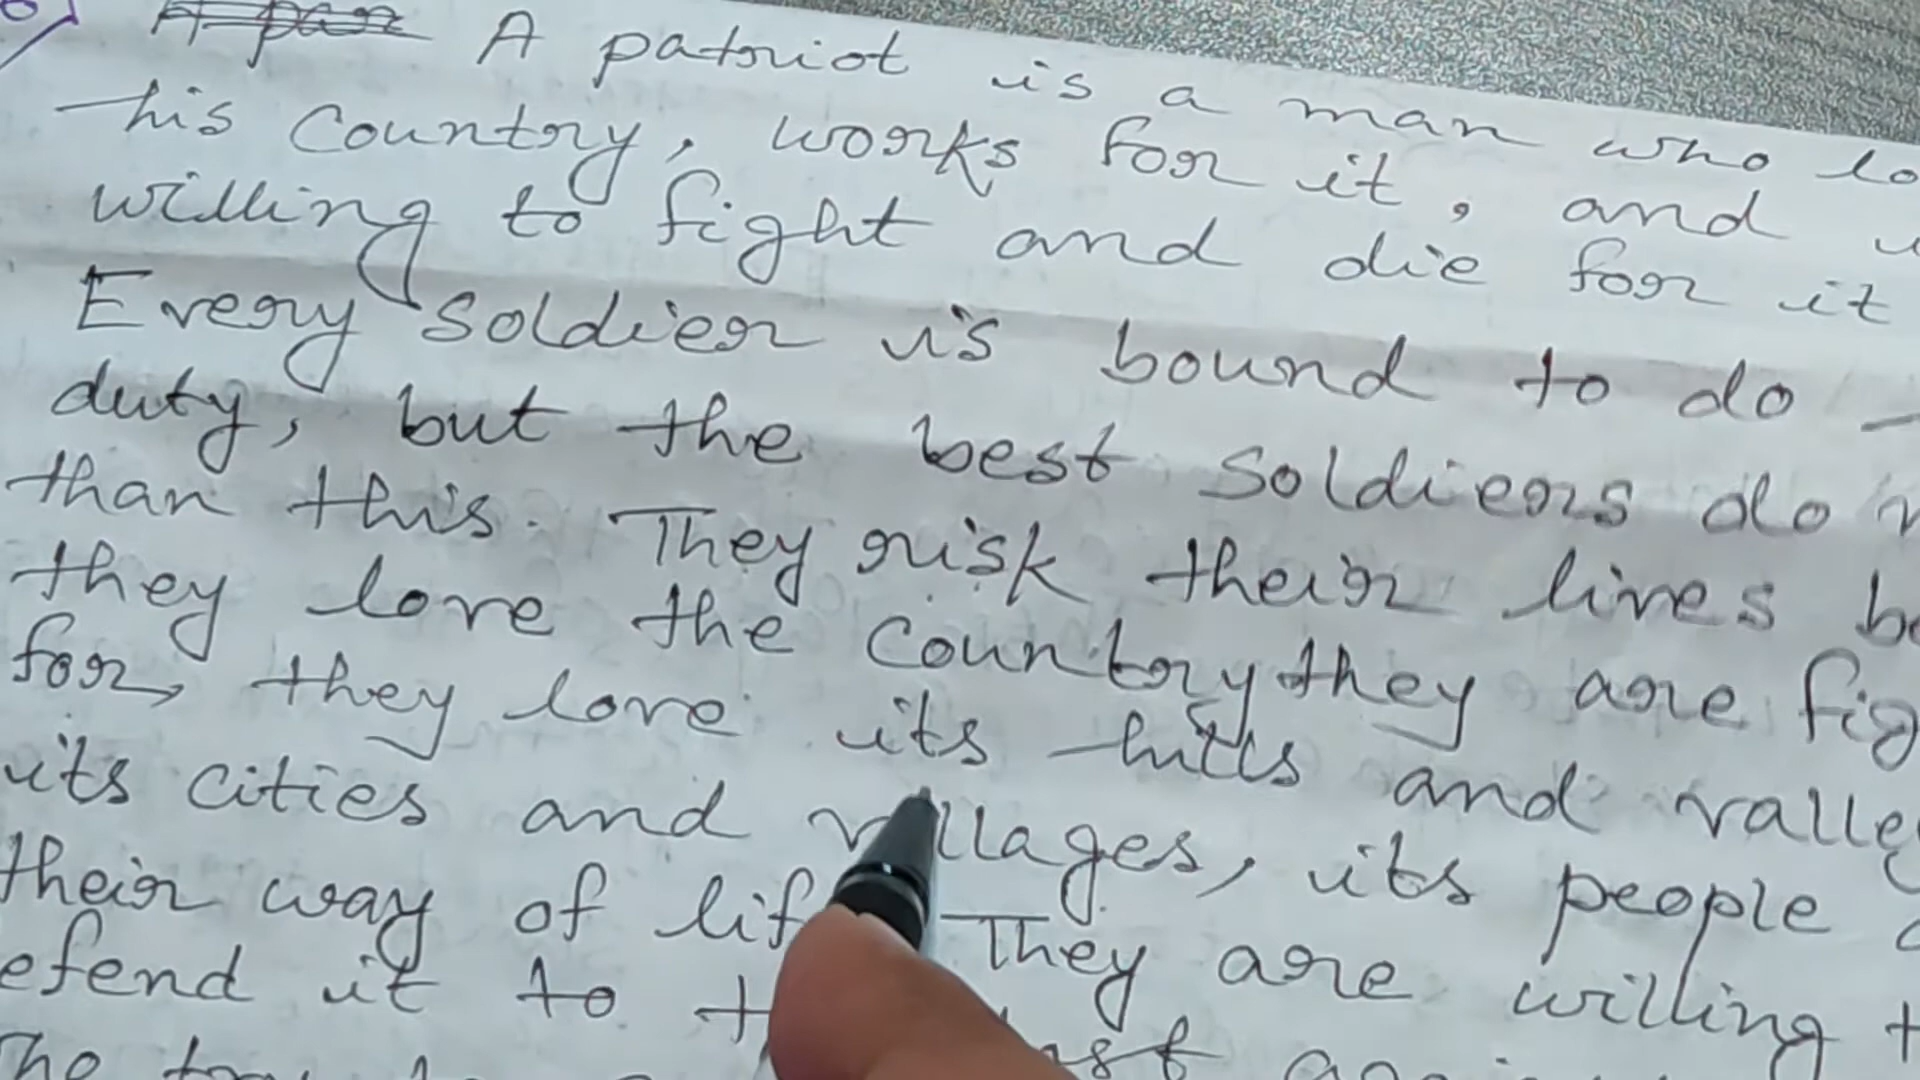 A patriot is a man who lo
his Country, works for it, and
willing to fight and die for it
Every soldier is bound to do
duty, but the best soldiers do
than this. They risk their lives be
they love the country they are fig
for, they love its hills and valle
its cities and villages, its people
their way of lif They are willing t
efend it to